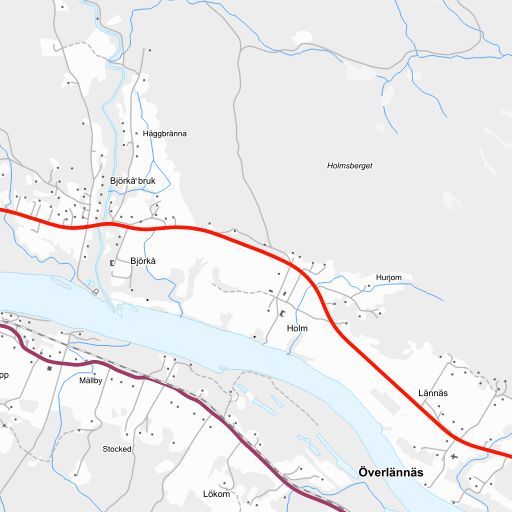 Häggbränna
Holmsberget
Björkå bruk
Björkå
Hurjom
Holm
Mällby
Lännäs
Stocked
Överlännäs
Lökom